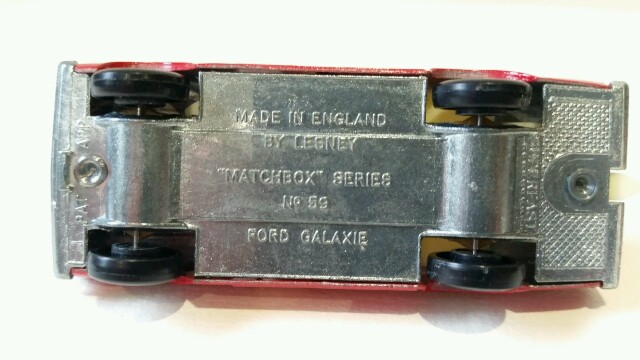 MADE IN ENGLAND
BY LESNEY
"MATCHBOX" SERIES
No 59
FORD GALAXIE